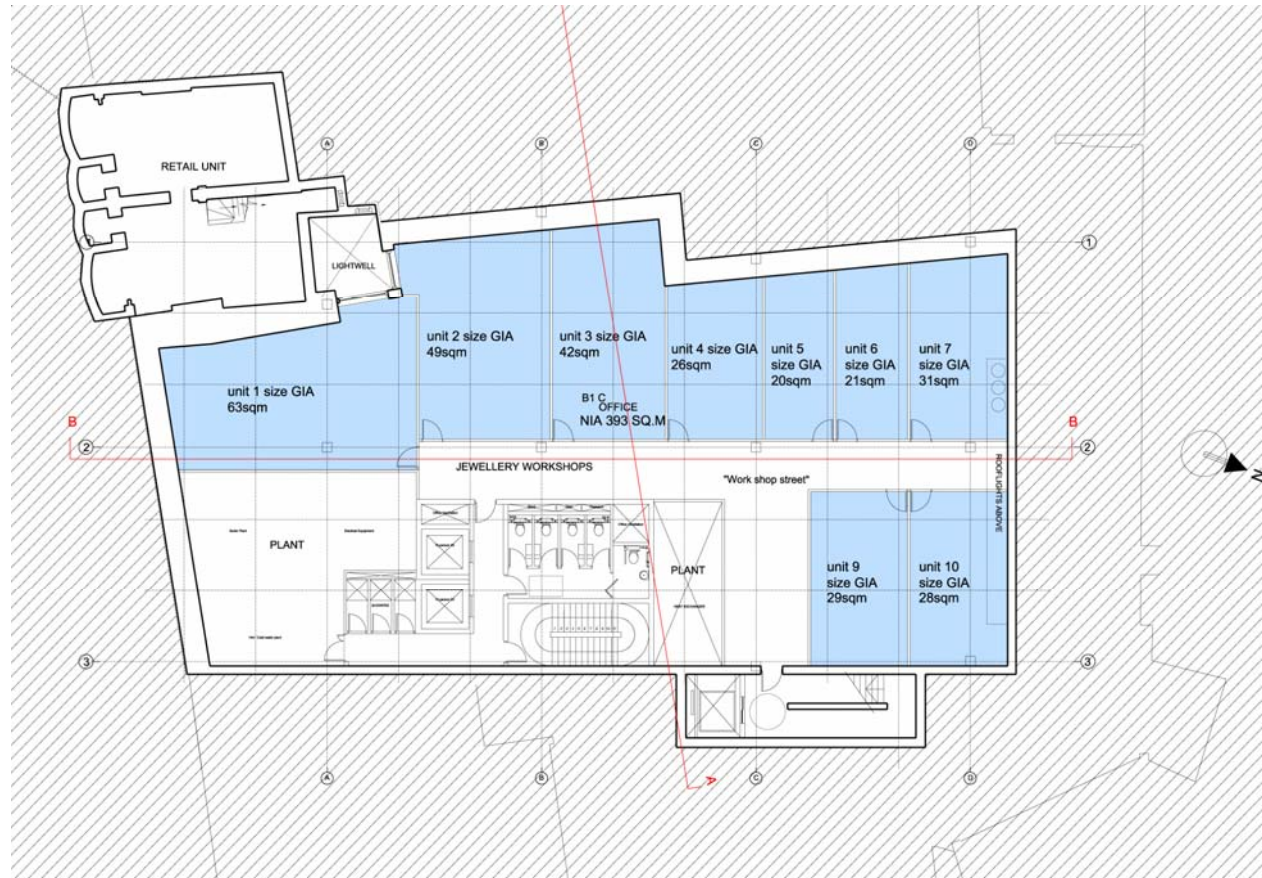 A
B
C
D
RETAIL UNIT
LIGHTWELL
1
unit 1 size GIA
63sqm
unit 2 size GIA
49sqm
unit 3 size GIA
42sqm
unit 4 size GIA
26sqm
unit 5
size GIA
20sqm
unit 6
size GIA
21sqm
unit 7
size GIA
31sqm
B1 C
OFFICE
NIA 393 SQ.M
B
B
2
2
JEWELLERY WORKSHOPS
"Work shop street"
ROOFLIGHTS ABOVE
N
PLANT
PLANT
unit 9
size GIA
29sqm
unit 10
size GIA
28sqm
3
3
A
B
C
D
A